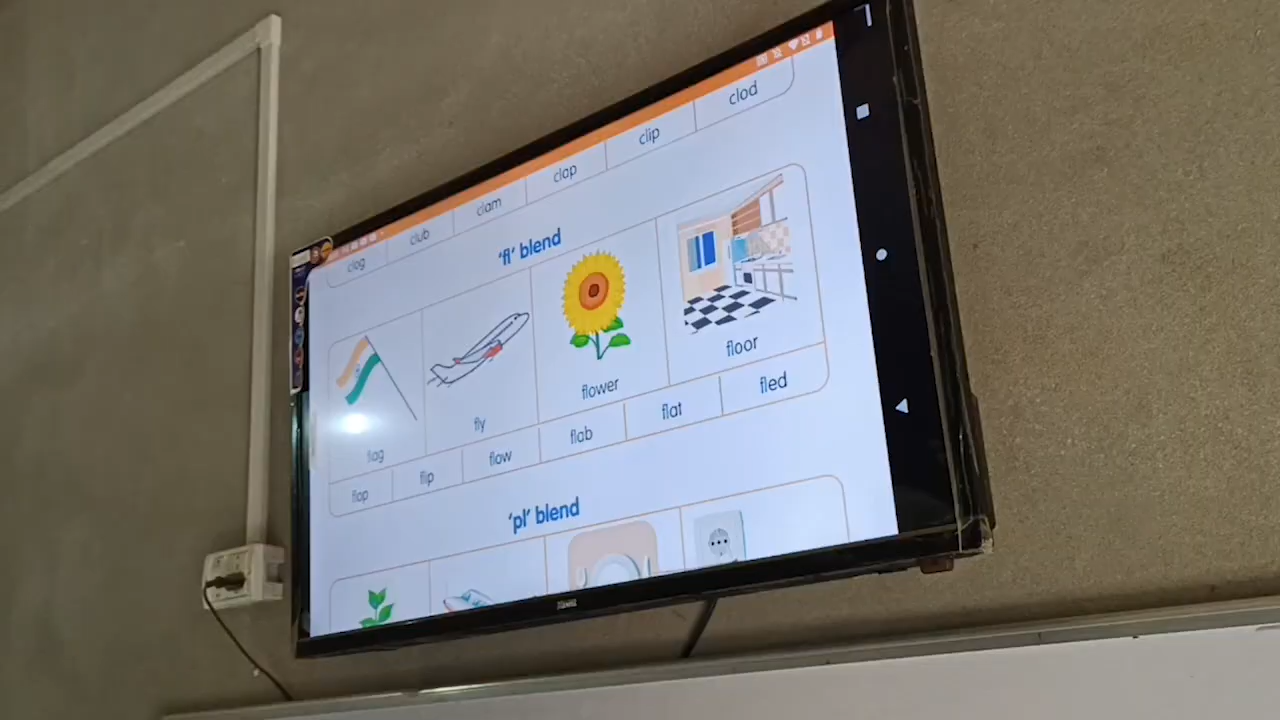 clog club clam clap clip clod
'fl' blend
flag fly flower floor
flop flip flow flab flat fled
'pl' blend